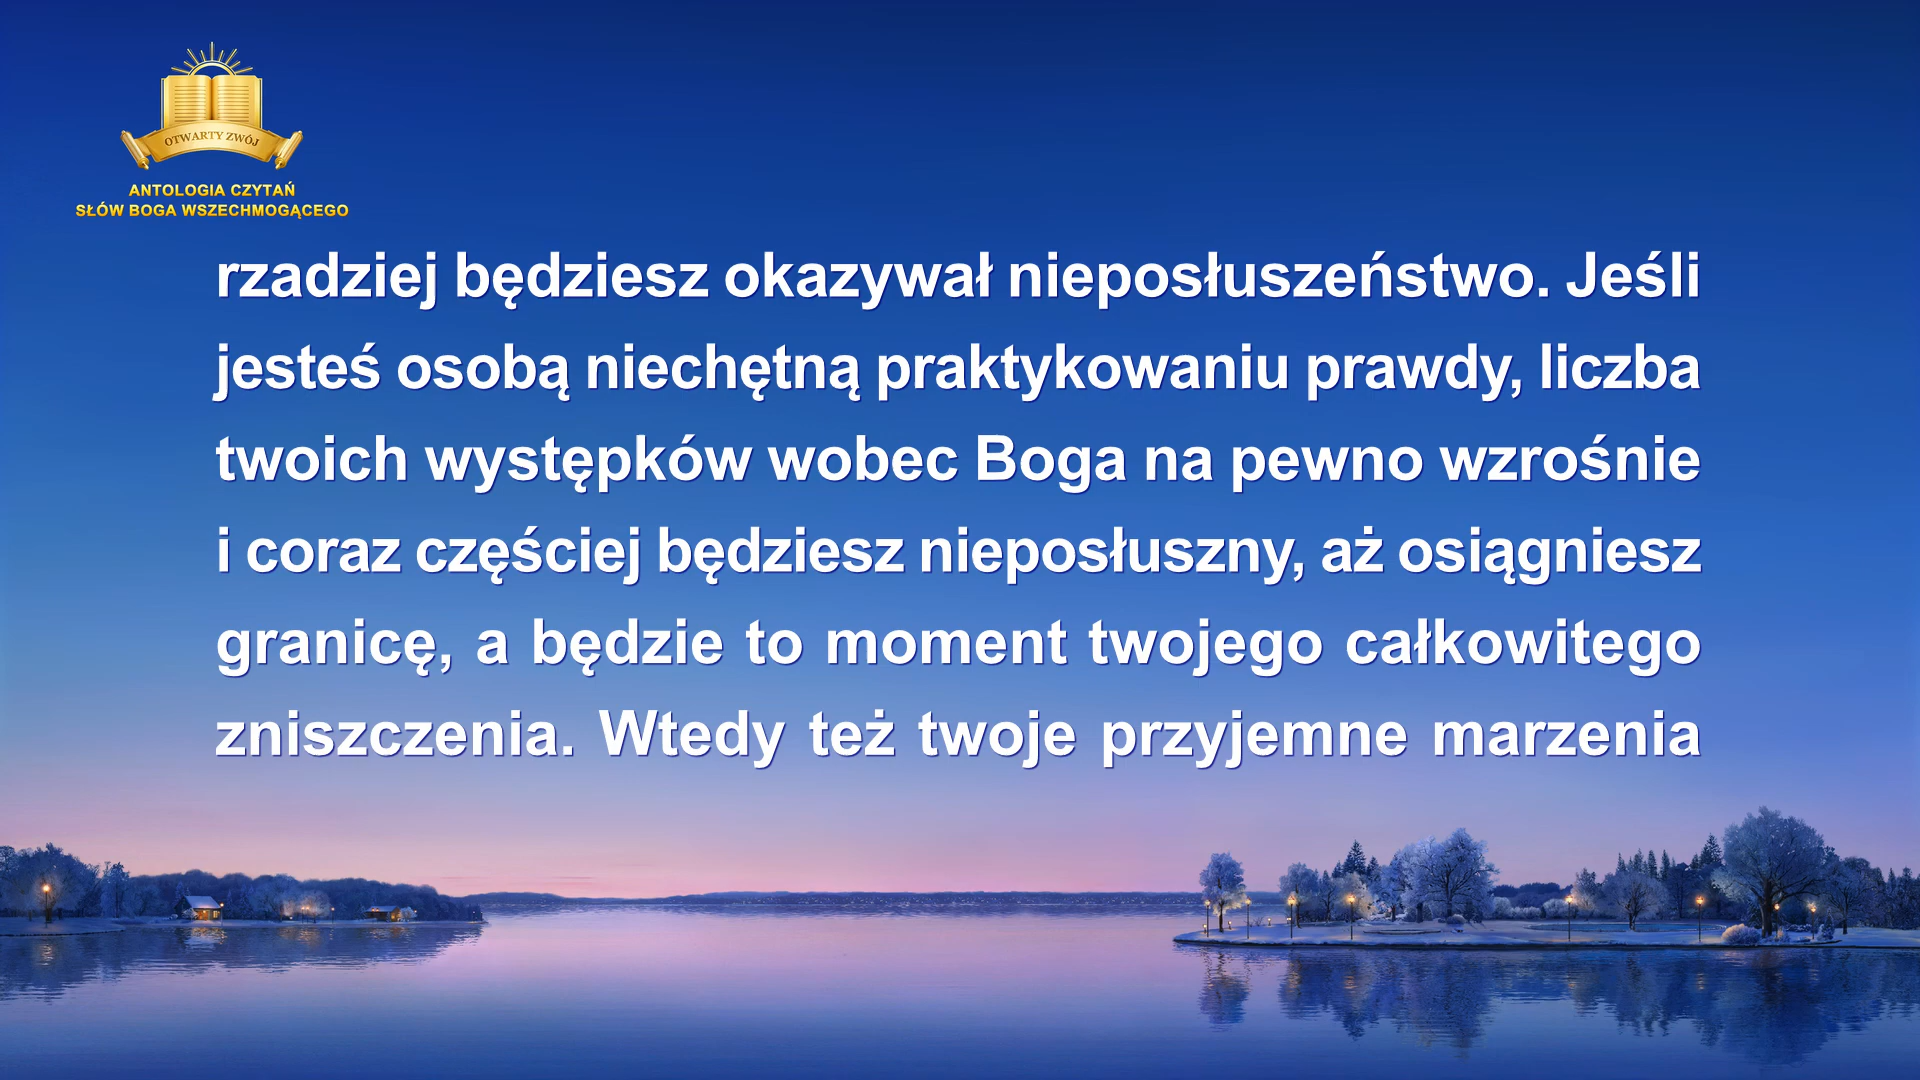 OTWARTY ZWÓJ
ANTOLOGIA CZYTAŃ
SŁÓW BOGA WSZECHMOGĄCEGO
rzadziej będziesz okazywał nieposłuszeństwo. Jeśli
jesteś osobą niechętną praktykowaniu prawdy, liczba
twoich występków wobec Boga na pewno wzrośnie
i coraz częściej będziesz nieposłuszny, aż osiągniesz
granicę, a będzie to moment twojego całkowitego
zniszczenia. Wtedy też twoje przyjemne marzenia